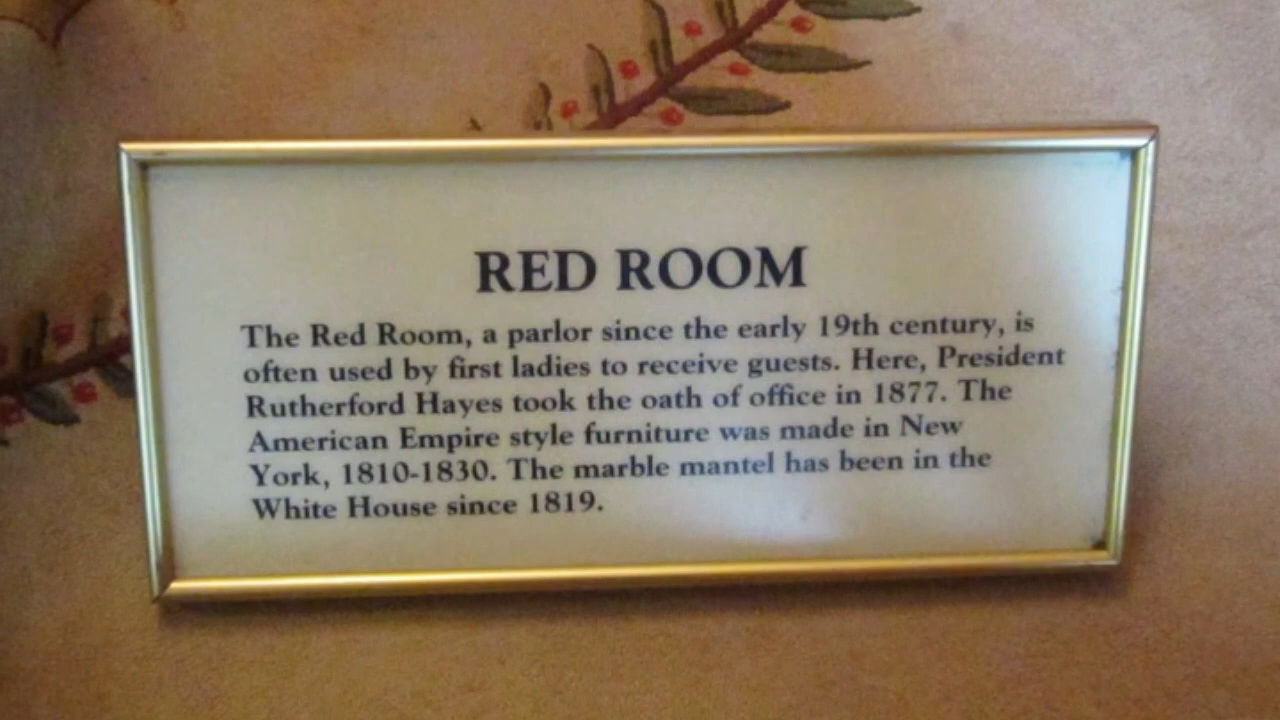 RED ROOM
The Red Room, a parlor since the early 19th century, is
often used by first ladies to receive guests. Here, President
Rutherford Hayes took the oath of office in 1877. The
American Empire style furniture was made in New
York, 1810-1830. The marble mantel has been in the
White House since 1819.